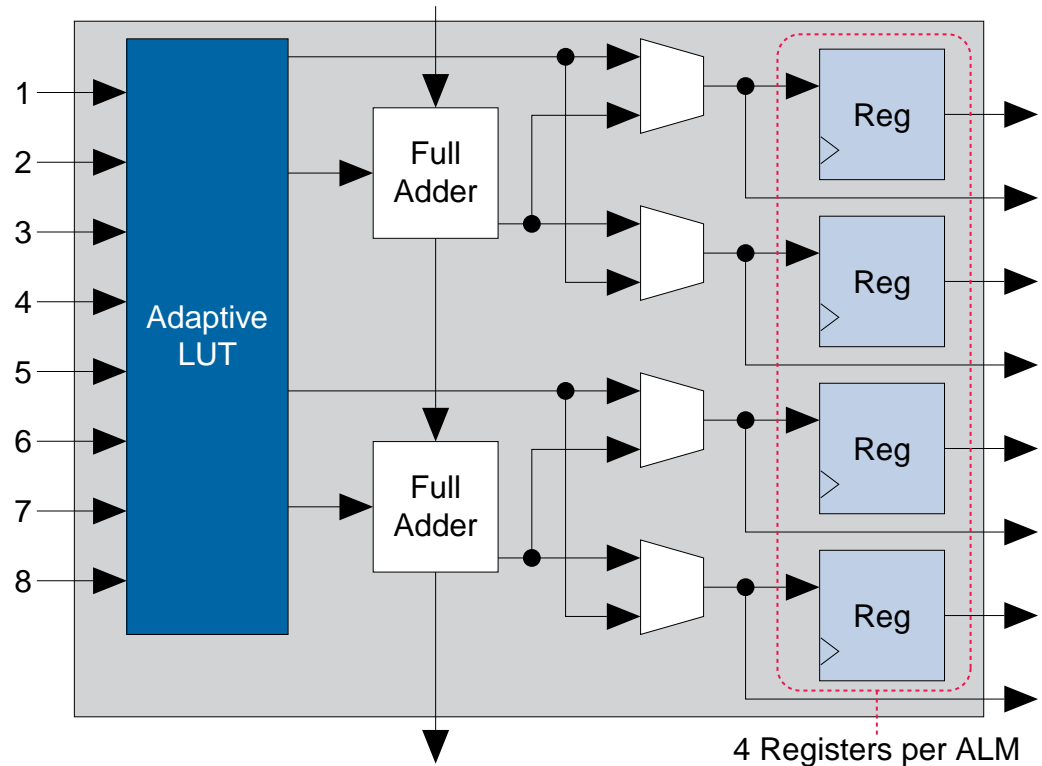 1
2
3
4
5
6
7
8
Adaptive
LUT
Full
Adder
Full
Adder
Reg
Reg
Reg
Reg
4 Registers per ALM